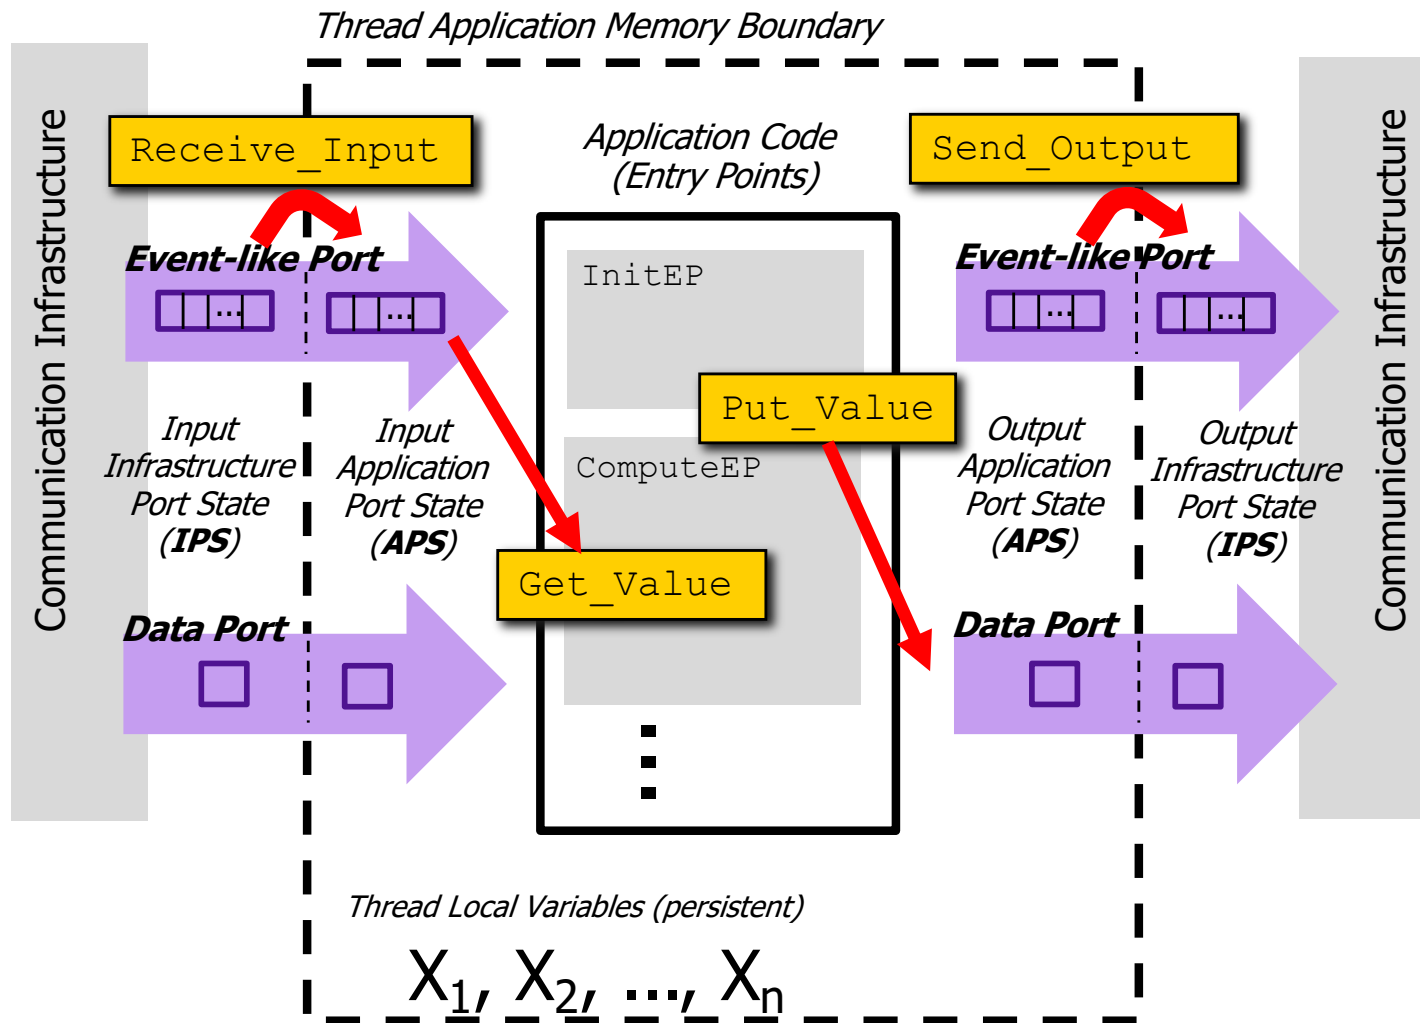 Thread Application Memory Boundary
Communication Infrastructure
Receive_Input
Event-like Port
...
...
Input
Infrastructure
Port State
(IPS)
Input
Application
Port State
(APS)
Data Port
Application Code
(Entry Points)
InitEP
Put_Value
ComputeEP
Get_Value
Send_Output
Event-like Port
...
...
Output
Application
Port State
(APS)
Output
Infrastructure
Port State
(IPS)
Data Port
Communication Infrastructure
Thread Local Variables (persistent)
X1, X2, ..., Xn